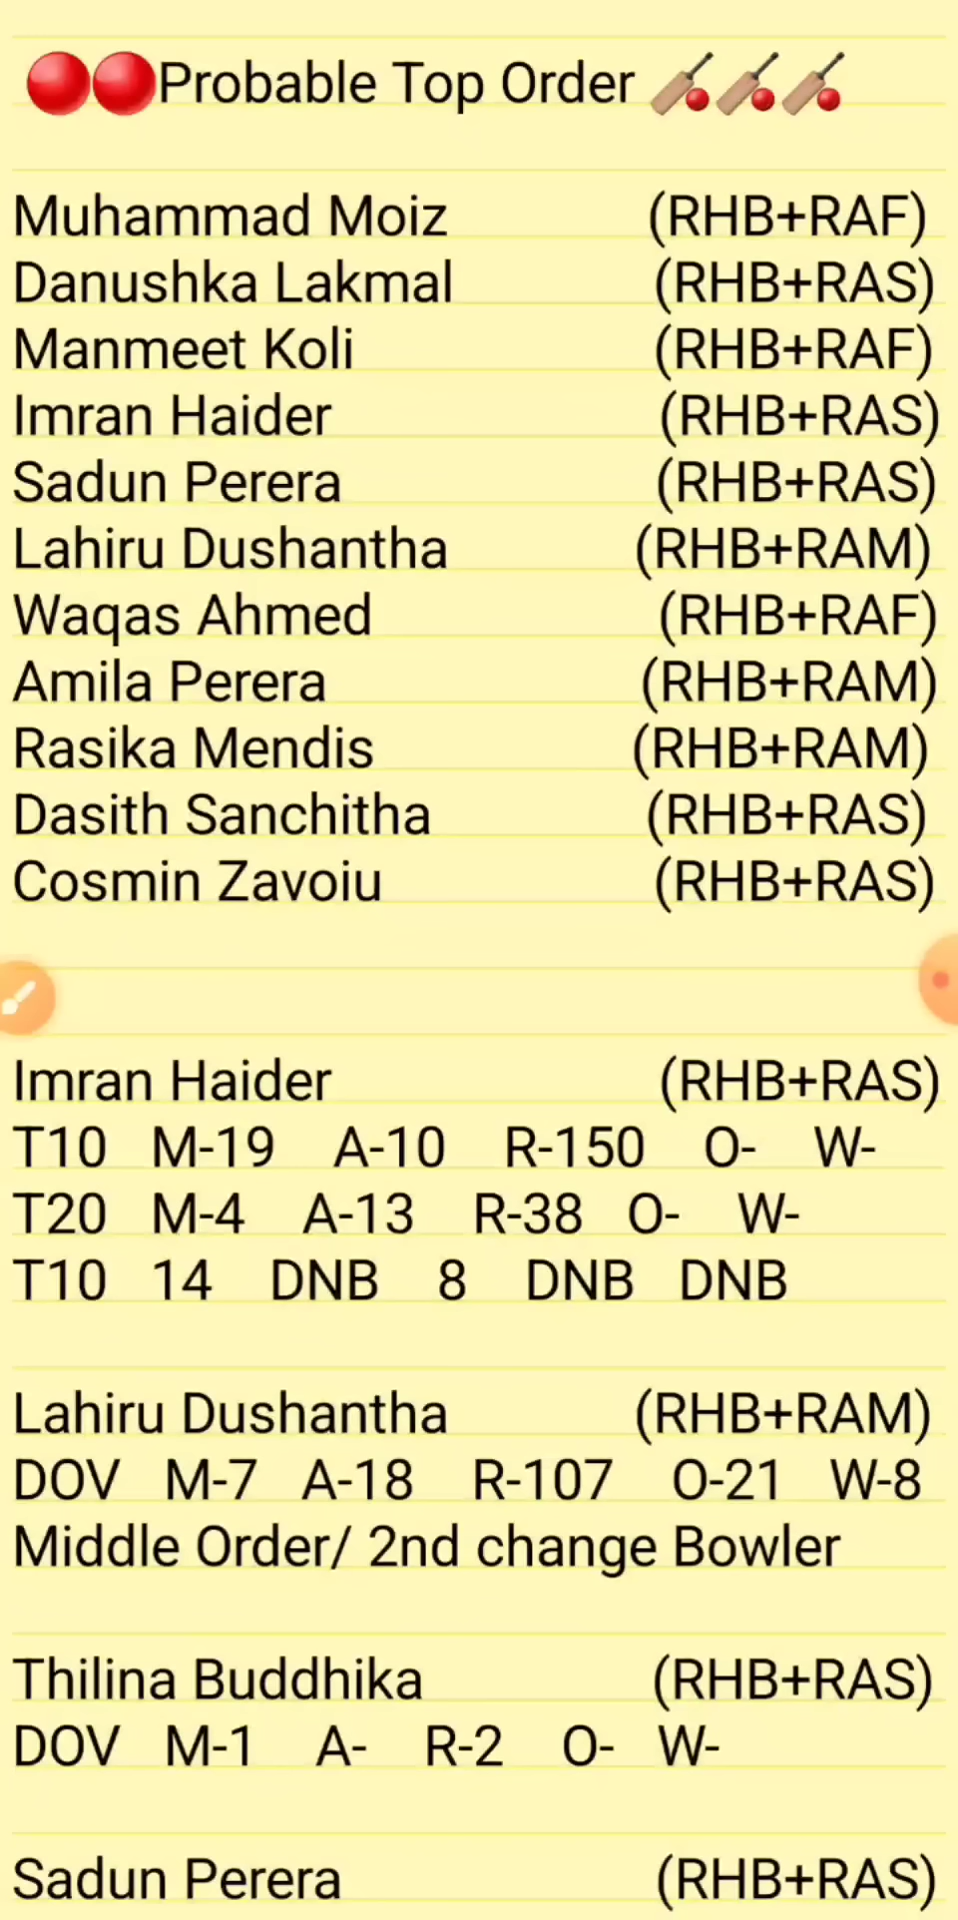 🔴🔴Probable Top Order 🏏🏏🏏
Muhammad Moiz (RHB+RAF)
Danushka Lakmal (RHB+RAS)
Manmeet Koli (RHB+RAF)
Imran Haider (RHB+RAS)
Sadun Perera (RHB+RAS)
Lahiru Dushantha (RHB+RAM)
Waqas Ahmed (RHB+RAF)
Amila Perera (RHB+RAM)
Rasika Mendis (RHB+RAM)
Dasith Sanchitha (RHB+RAS)
Cosmin Zavoiu (RHB+RAS)
Imran Haider (RHB+RAS)
T10 M-19 A-10 R-150 O- W-
T20 M-4 A-13 R-38 O- W-
T10 14 DNB 8 DNB DNB
Lahiru Dushantha (RHB+RAM)
DOV M-7 A-18 R-107 O-21 W-8
Middle Order/ 2nd change Bowler
Thilina Buddhika (RHB+RAS)
DOV M-1 A- R-2 O- W-
Sadun Perera (RHB+RAS)